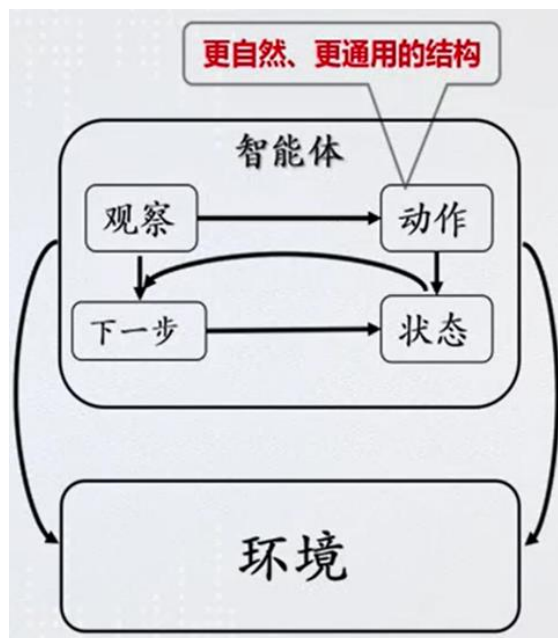 更自然、更通用的结构
智能体
观察
动作
下一步
状态
环境